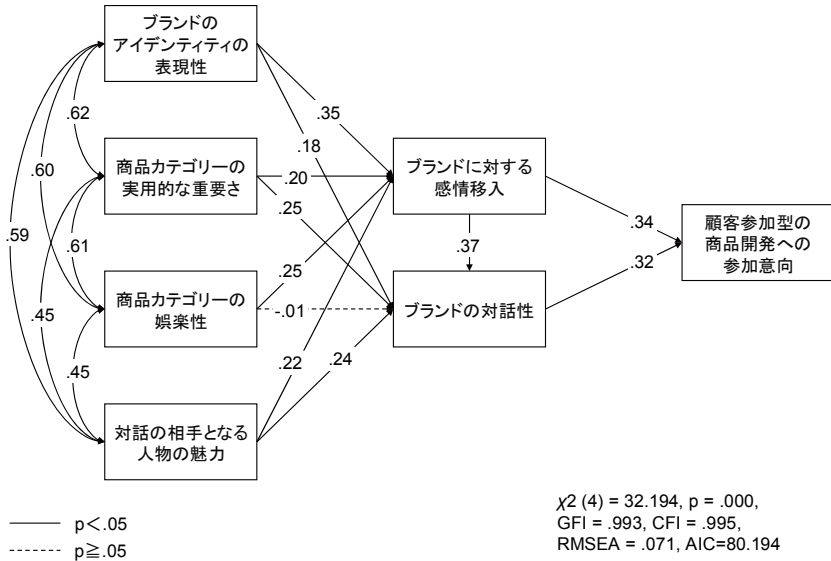 ブランドの
アイデンティティの
表現性
商品カテゴリーの
実用的な重要さ
商品カテゴリーの
娯楽性
対話の相手となる
人物の魅力
.62
.60
.59
.61
.45
.45
.35
.18
.20
.25
.25
-.01
.22
.24
ブランドに対する
感情移入
.37
ブランドの対話性
.34
.32
顧客参加型の
商品開発への
参加意向
p<.05
p≧.05
χ2 (4) = 32.194, p = .000,
GFI = .993, CFI = .995,
RMSEA = .071, AIC=80.194